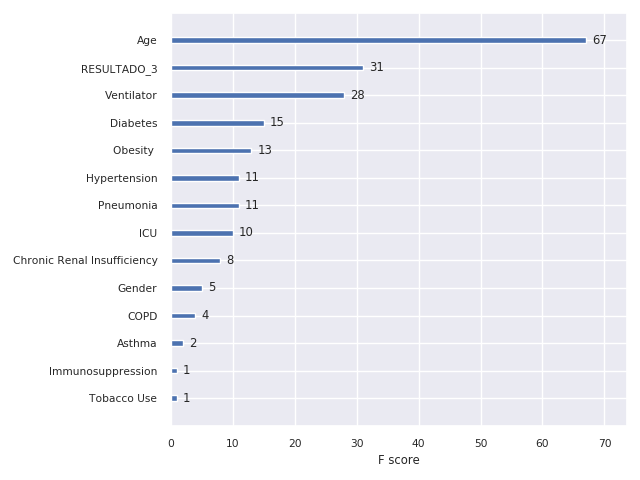 Age 67
RESULTADO_3 31
Ventilator 28
Diabetes 15
Obesity 13
Hypertension 11
Pneumonia 11
ICU 10
Chronic Renal Insufficiency 8
Gender 5
COPD 4
Asthma 2
Immunosuppression 1
Tobacco Use 1
0 10 20 30 40 50 60 70
F score